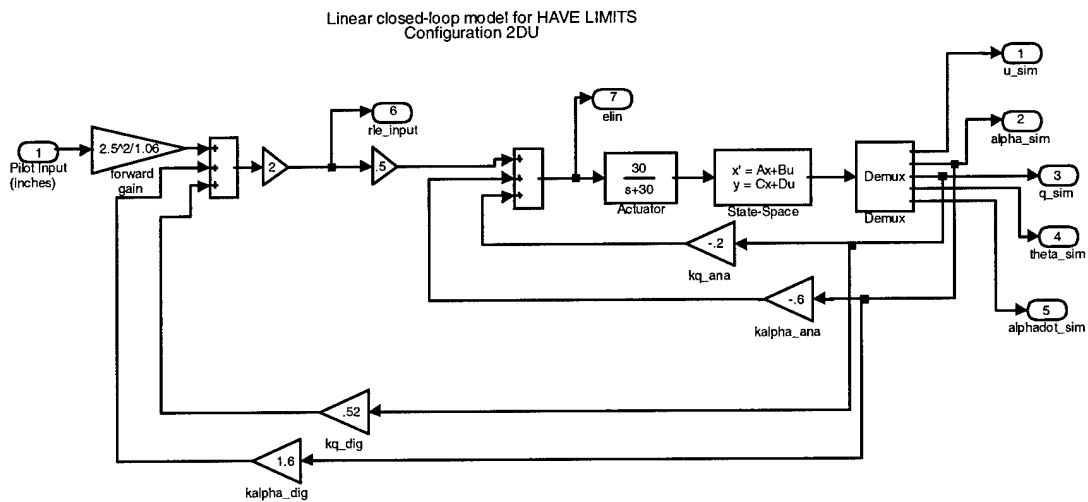 Linear closed-loop model for HAVE LIMITS
Configuration 2DU
1
u_sim
7
elin
6
rle_input
2
alpha_sim
1
Pilot Input
(inches)
2.5^2/1.06
forward
gain
+
+
+
2
.5
+
+
+
30
s+30
Actuator
x' = Ax+Bu
y = Cx+Du
State-Space
Demux
Demux
3
q_sim
-.2
kq_ana
4
theta_sim
-.6
kalpha_ana
5
alphadot_sim
.52
kq_dig
1.6
kalpha_dig